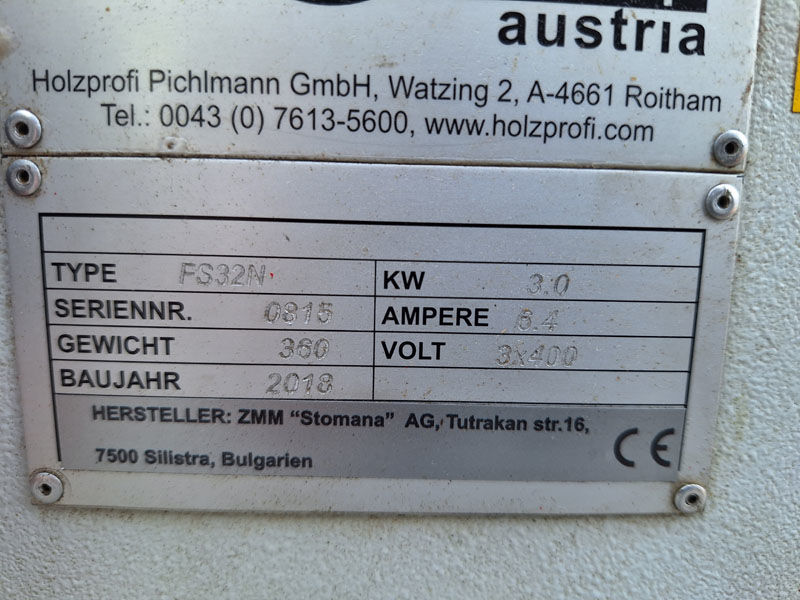 austria
Holzprofi Pichlmann GmbH, Watzing 2, A-4661 Roitham
Tel.: 0043 (0) 7613-5600, www.holzprofi.com
TYPE FS32N KW 3.0
SERIENNR. 0815 AMPERE 6.4
GEWICHT 360 VOLT 3x400
BAUJAHR 2018
HERSTELLER: ZMM "Stomana" AG, Tutrakan str.16,
7500 Silistra, Bulgarien
CE